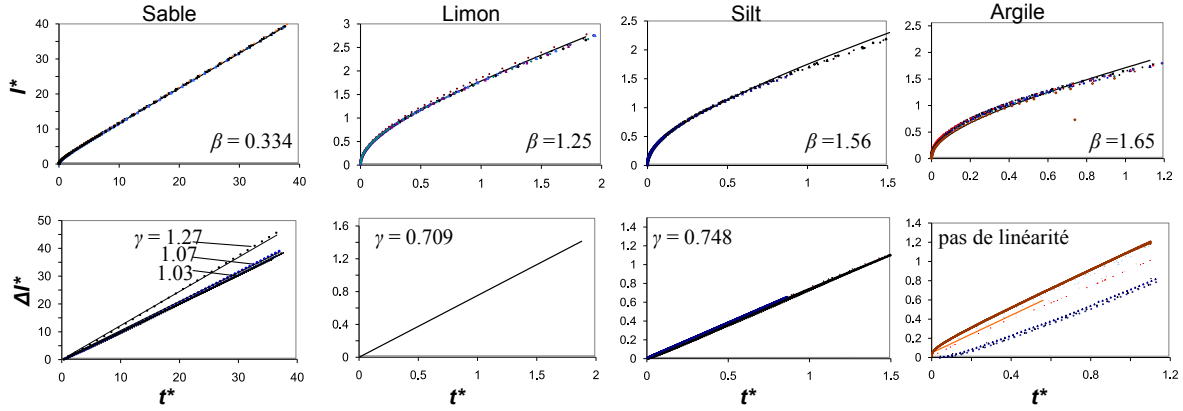 Sable
Limon
Silt
Argile
I*
40
30
20
10
0
0 10 20 30 40
β = 0.334
3
2.5
2
1.5
1
0.5
0
0 0.5 1 1.5 2
β =1.25
2.5
2
1.5
1
0.5
0
0 0.5 1 1.5
β =1.56
2.5
2
1.5
1
0.5
0
0 0.2 0.4 0.6 0.8 1 1.2
β =1.65
ΔI*
50
40
30
20
10
0
0 10 20 30 40
γ = 1.27
1.07
1.03
t*
1.6
1.2
0.8
0.4
0
0 0.5 1 1.5 2
γ = 0.709
t*
1.4
1.2
1
0.8
0.6
0.4
0.2
0
0 0.5 1 1.5
γ = 0.748
t*
1.4
1.2
1
0.8
0.6
0.4
0.2
0
0 0.4 0.8 1.2
pas de linéarité
t*